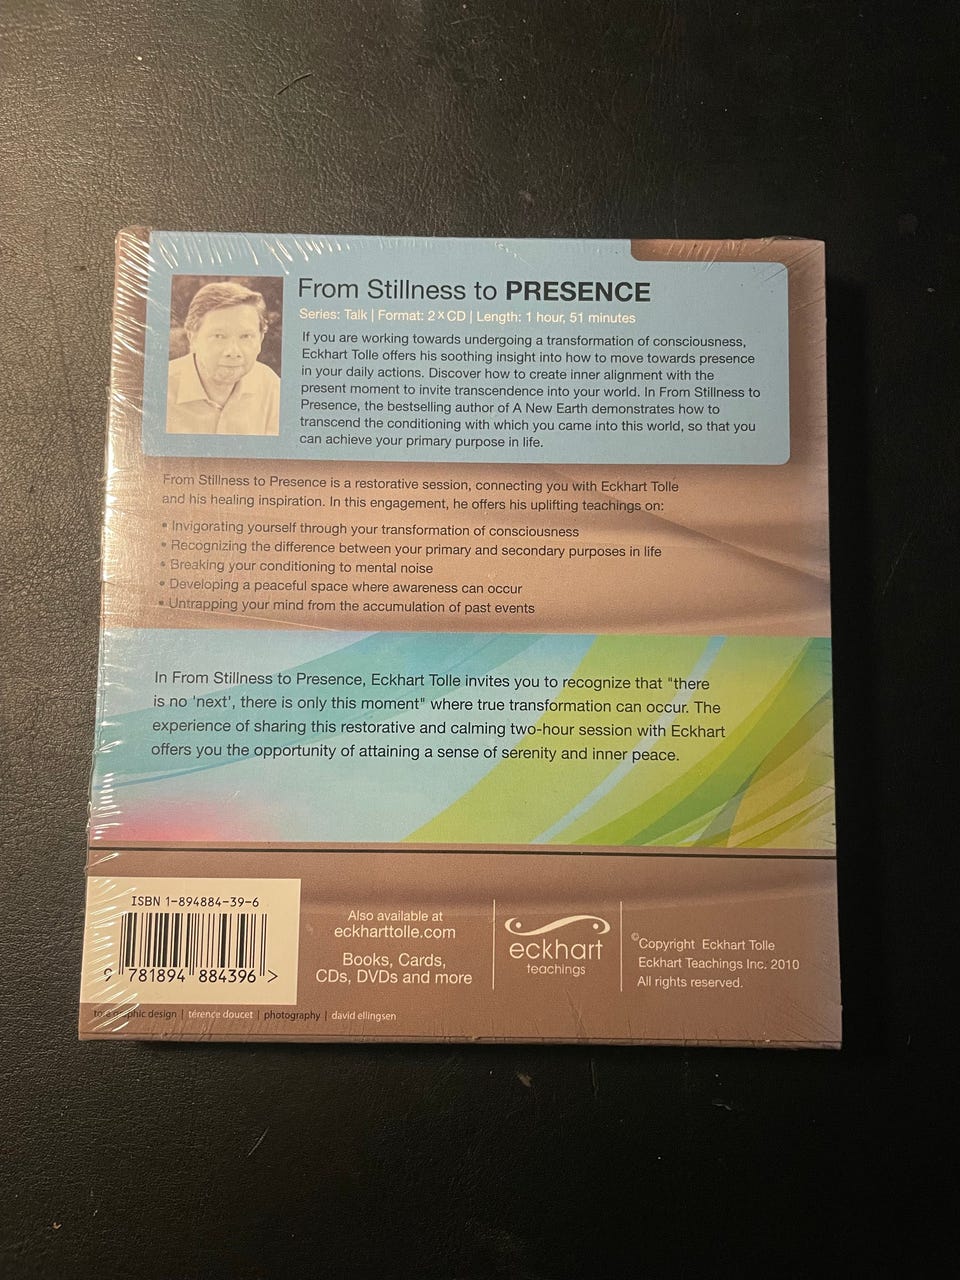 From Stillness to PRESENCE
Series: Talk | Format: 2 x CD | Length: 1 hour, 51 minutes
If you are working towards undergoing a transformation of consciousness,
Eckhart Tolle offers his soothing insight into how to move towards presence
in your daily actions. Discover how to create inner alignment with the
present moment to invite transcendence into your world. In From Stillness to
Presence, the bestselling author of A New Earth demonstrates how to
transcend the conditioning with which you came into this world, so that you
can achieve your primary purpose in life.
From Stillness to Presence is a restorative session, connecting you with Eckhart Tolle
and his healing inspiration. In this engagement, he offers his uplifting teachings on:
• Invigorating yourself through your transformation of consciousness
• Recognizing the difference between your primary and secondary purposes in life
• Breaking your conditioning to mental noise
• Developing a peaceful space where awareness can occur
• Untrapping your mind from the accumulation of past events
In From Stillness to Presence, Eckhart Tolle invites you to recognize that "there
is no 'next', there is only this moment" where true transformation can occur. The
experience of sharing this restorative and calming two-hour session with Eckhart
offers you the opportunity of attaining a sense of serenity and inner peace.
ISBN 1-894884-39-6
9 781894 884396 >
Also available at
eckharttolle.com
Books, Cards,
CDs, DVDs and more
eckhart
teachings
©Copyright Eckhart Tolle
Eckhart Teachings Inc. 2010
All rights reserved.
design | térence doucet | photography | david ellingsen